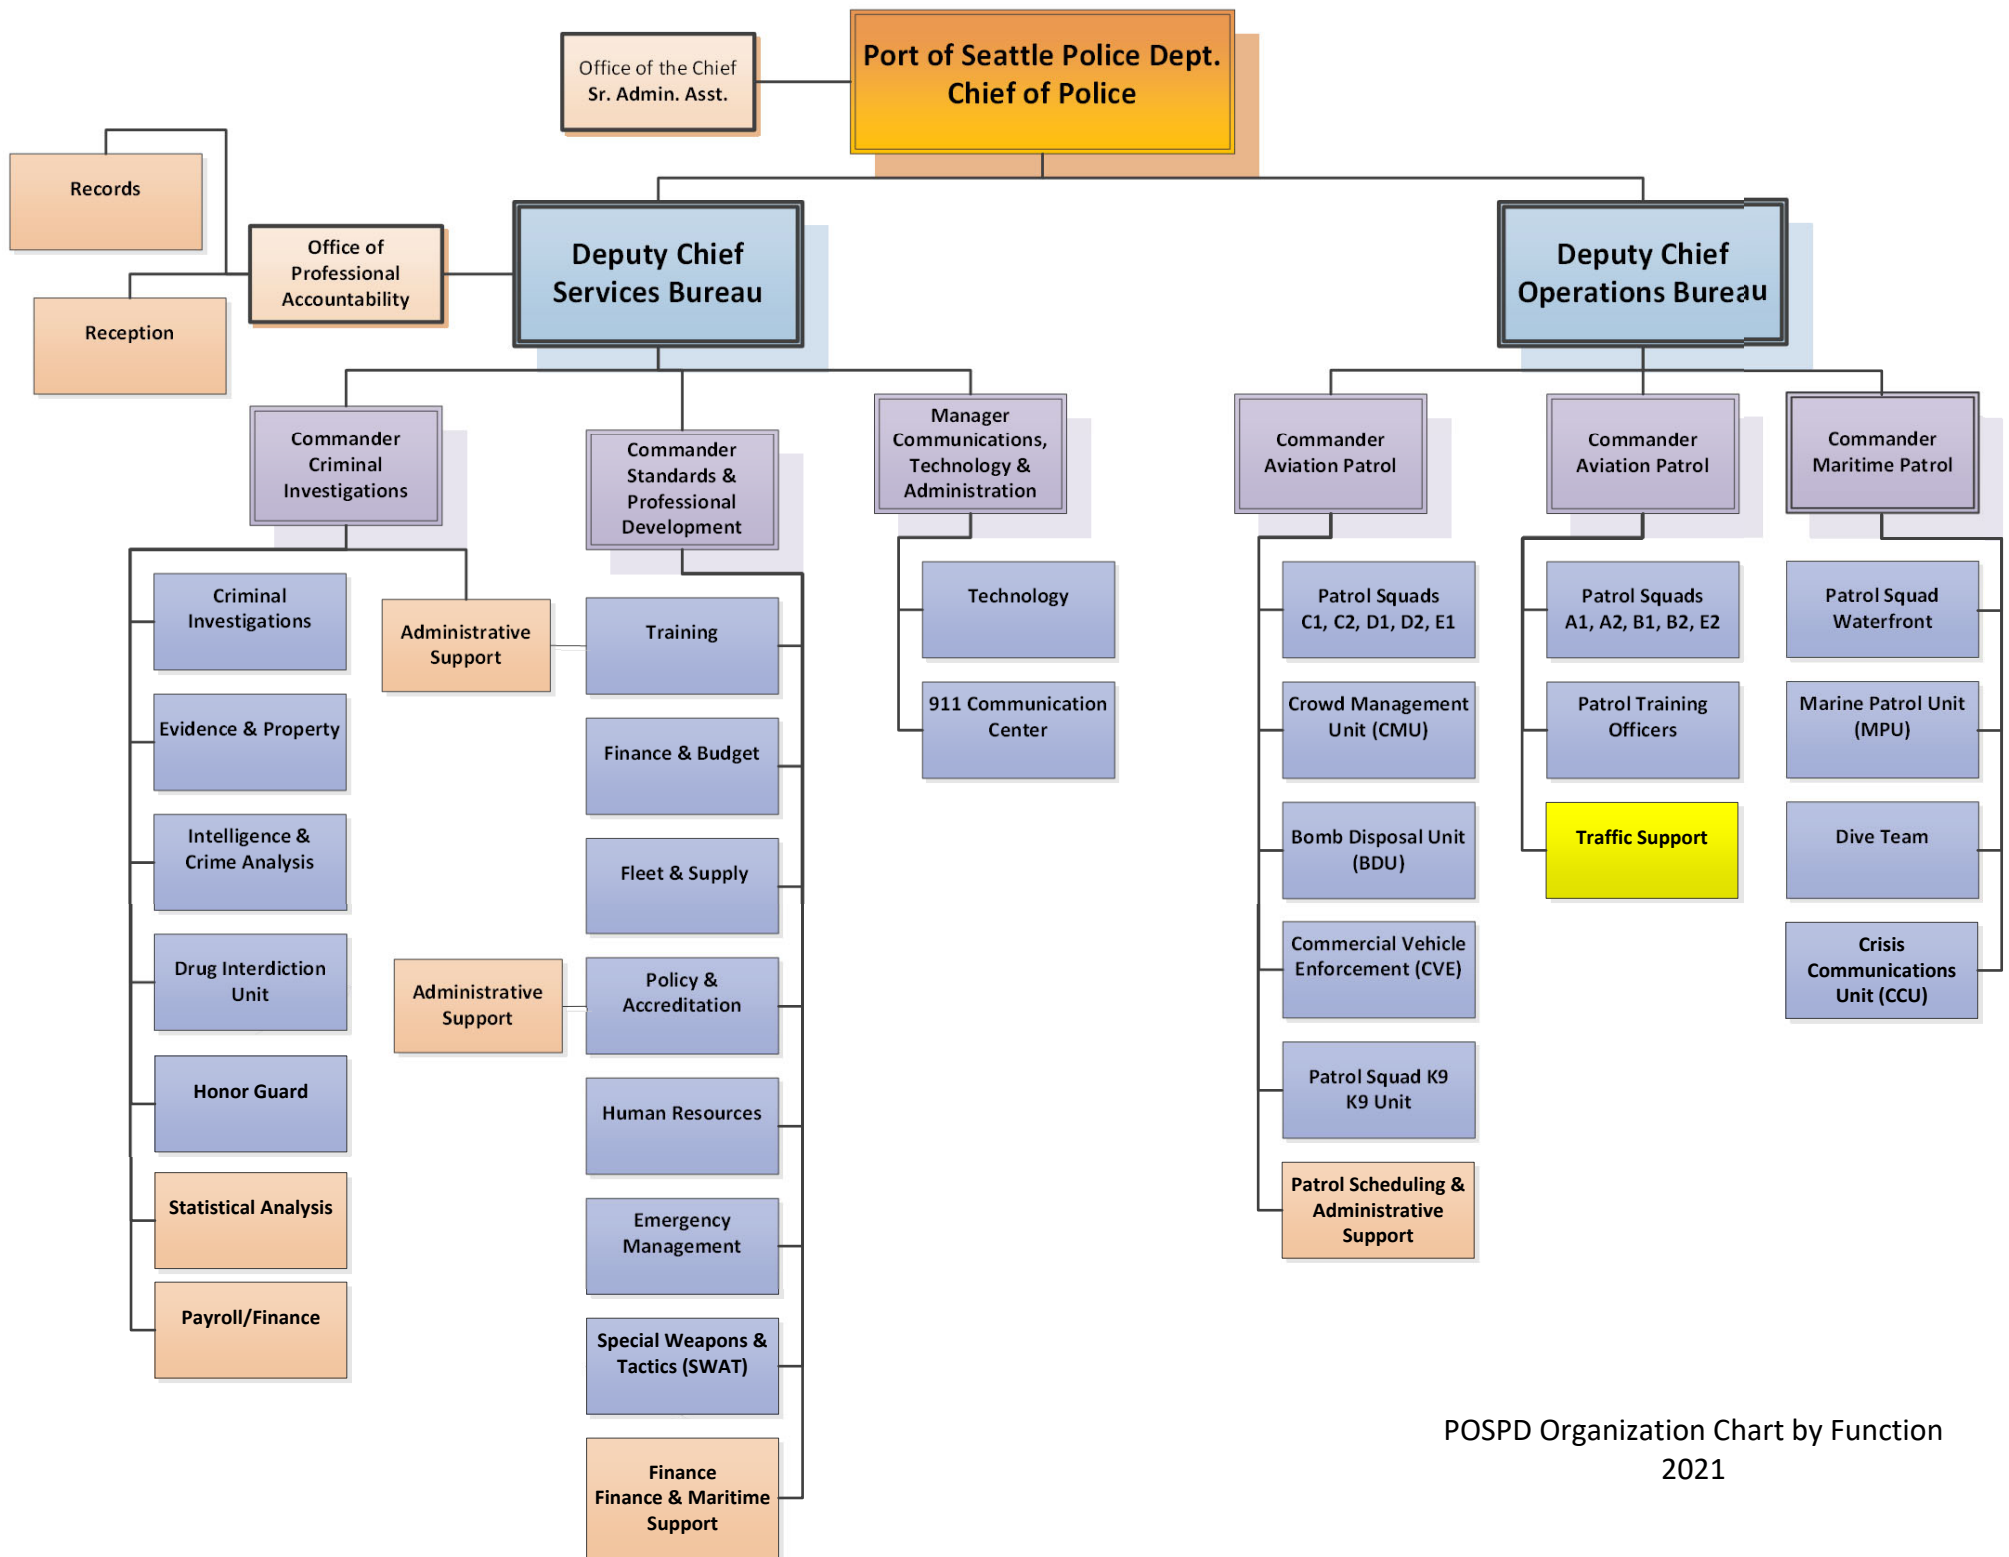 Port of Seattle Police Dept.
Chief of Police
Office of the Chief
Sr. Admin. Asst.
Records
Office of
Professional
Accountability
Reception
Deputy Chief
Services Bureau
Deputy Chief
Operations Bureau
Commander
Criminal
Investigations
Commander
Standards &
Professional
Development
Manager
Communications,
Technology &
Administration
Commander
Aviation Patrol
Commander
Aviation Patrol
Commander
Maritime Patrol
Criminal
Investigations
Evidence & Property
Intelligence &
Crime Analysis
Drug Interdiction
Unit
Honor Guard
Statistical Analysis
Payroll/Finance
Administrative
Support
Training
Finance & Budget
Fleet & Supply
Administrative
Support
Policy &
Accreditation
Human Resources
Emergency
Management
Special Weapons &
Tactics (SWAT)
Finance
Finance & Maritime
Support
Technology
911 Communication
Center
Patrol Squads
C1, C2, D1, D2, E1
Crowd Management
Unit (CMU)
Bomb Disposal Unit
(BDU)
Commercial Vehicle
Enforcement (CVE)
Patrol Squad K9
K9 Unit
Patrol Scheduling &
Administrative
Support
Patrol Squads
A1, A2, B1, B2, E2
Patrol Training
Officers
Traffic Support
Patrol Squad
Waterfront
Marine Patrol Unit
(MPU)
Dive Team
Crisis
Communications
Unit (CCU)
POSPD Organization Chart by Function
2021